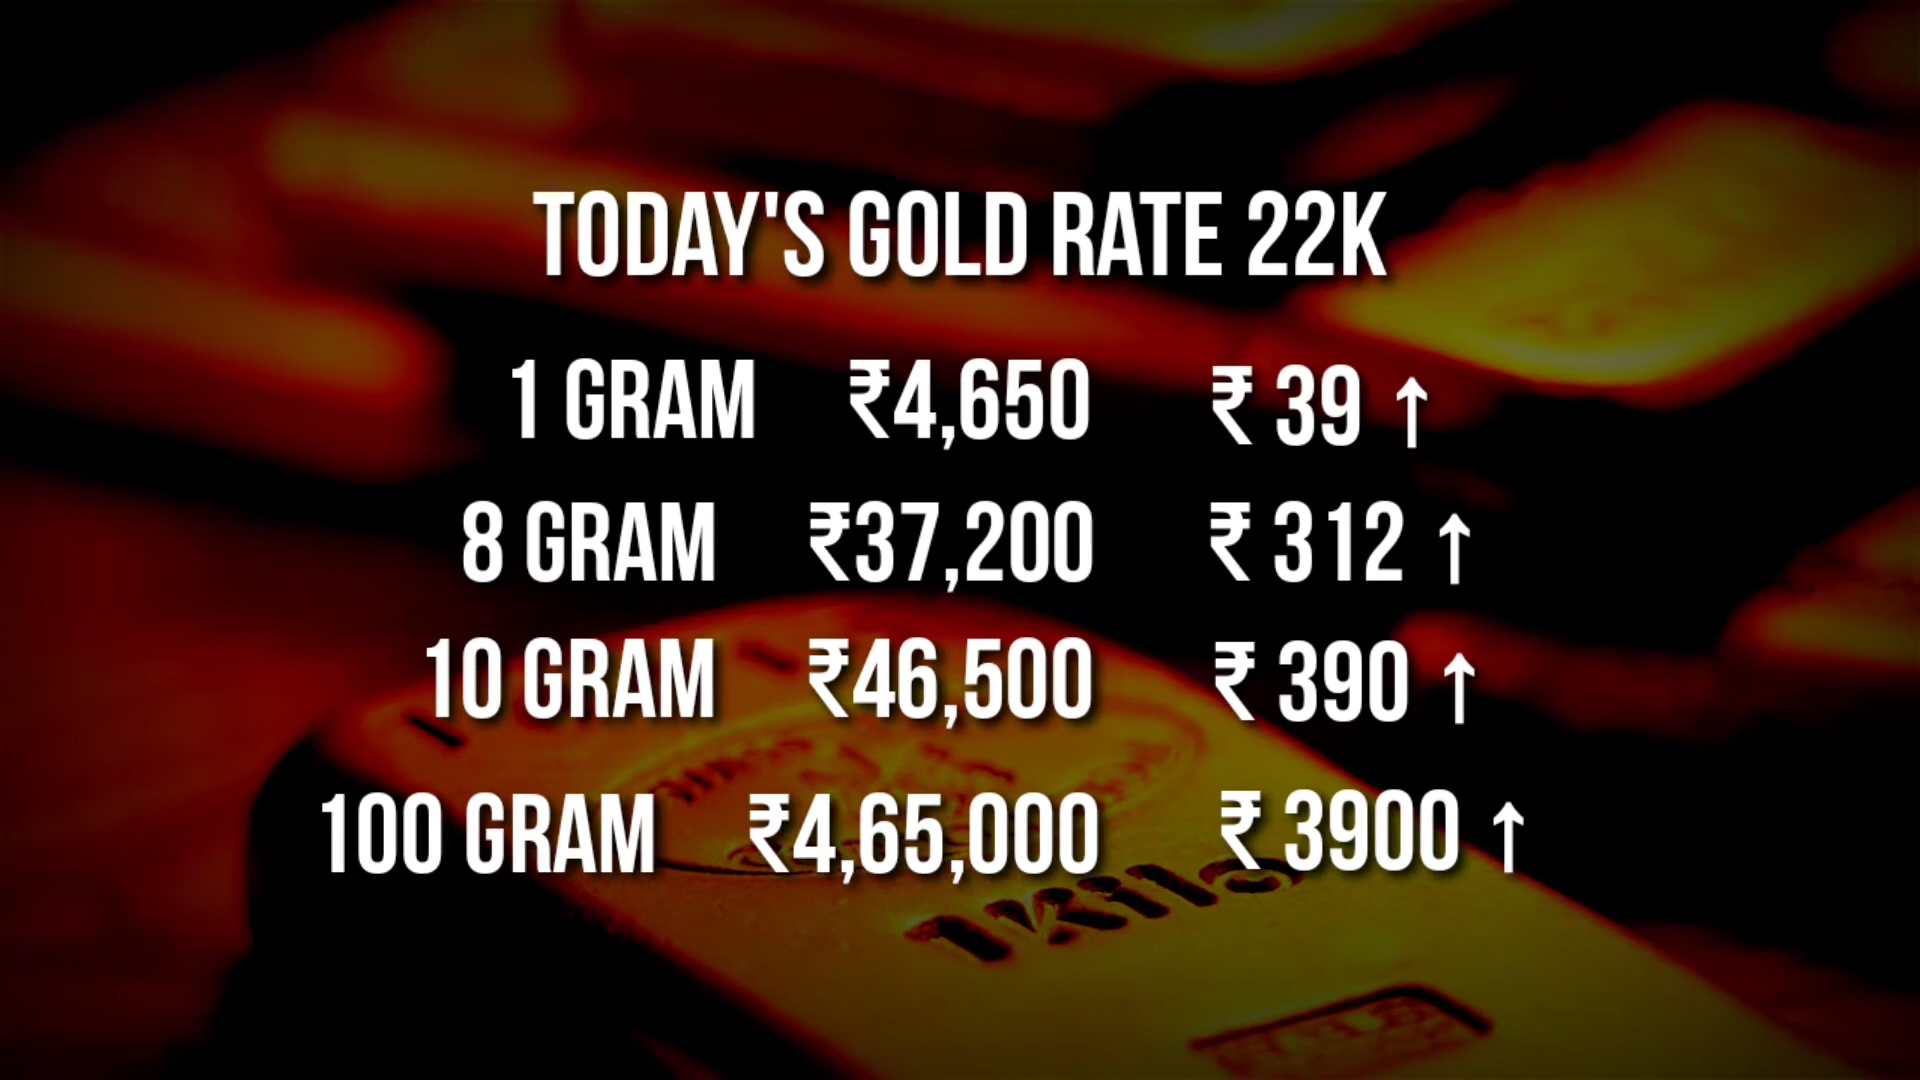 TODAY'S GOLD RATE 22K
1 GRAM ₹4,650 ₹ 39 ↑
8 GRAM ₹37,200 ₹ 312 ↑
10 GRAM ₹46,500 ₹ 390 ↑
100 GRAM ₹4,65,000 ₹ 3900 ↑
1Kilo